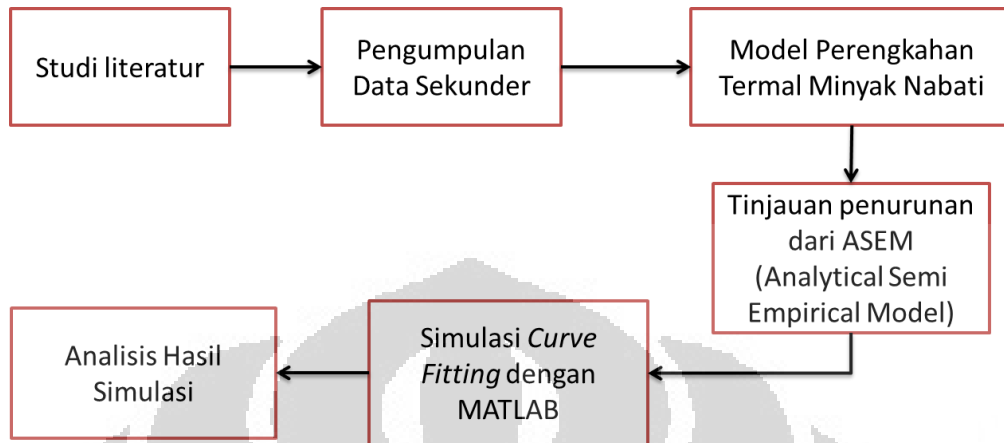 Studi literatur
Pengumpulan
Data Sekunder
Model Perengkahan
Termal Minyak Nabati
Tinjauan penurunan
dari ASEM
(Analytical Semi
Empirical Model)
Simulasi Curve
Fitting dengan
MATLAB
Analisis Hasil
Simulasi